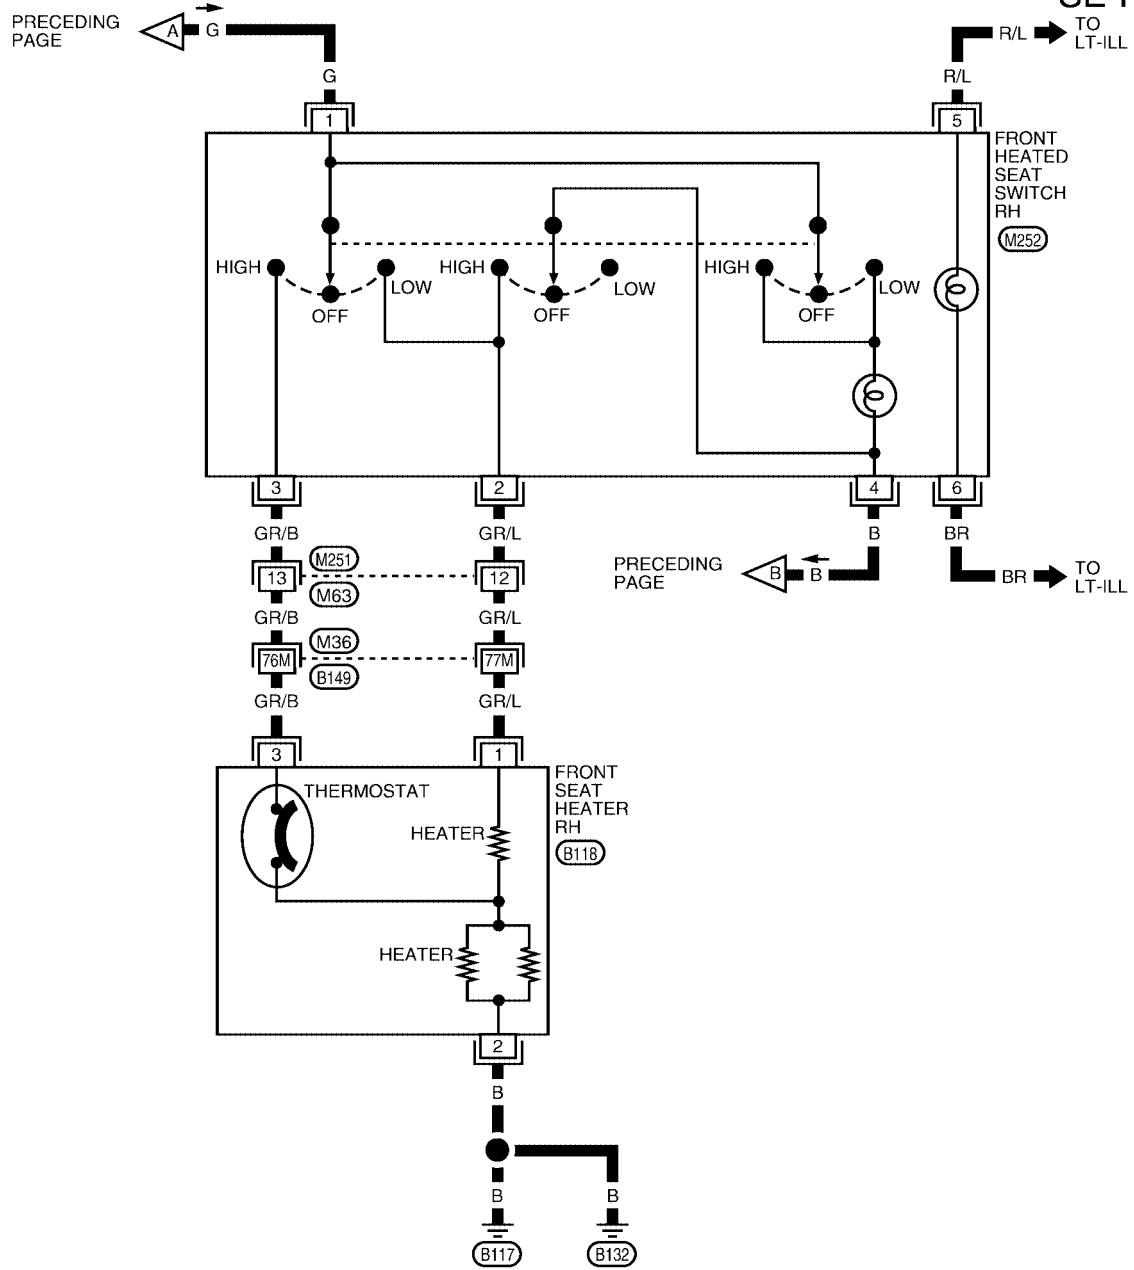 PRECEDING
PAGE
A
G
G
1
R/L
TO
LT-ILL
R/L
5
FRONT
HEATED
SEAT
SWITCH
RH
M252
HIGH
OFF
LOW
HIGH
OFF
LOW
HIGH
OFF
LOW
3
2
4
6
GR/B
GR/L
B
BR
PRECEDING
PAGE
B
B
BR
TO
LT-ILL
13
M251
M63
12
GR/B
GR/L
76M
M36
B149
77M
GR/B
GR/L
3
1
THERMOSTAT
HEATER
HEATER
FRONT
SEAT
HEATER
RH
B118
2
B
B
B
B117
B132